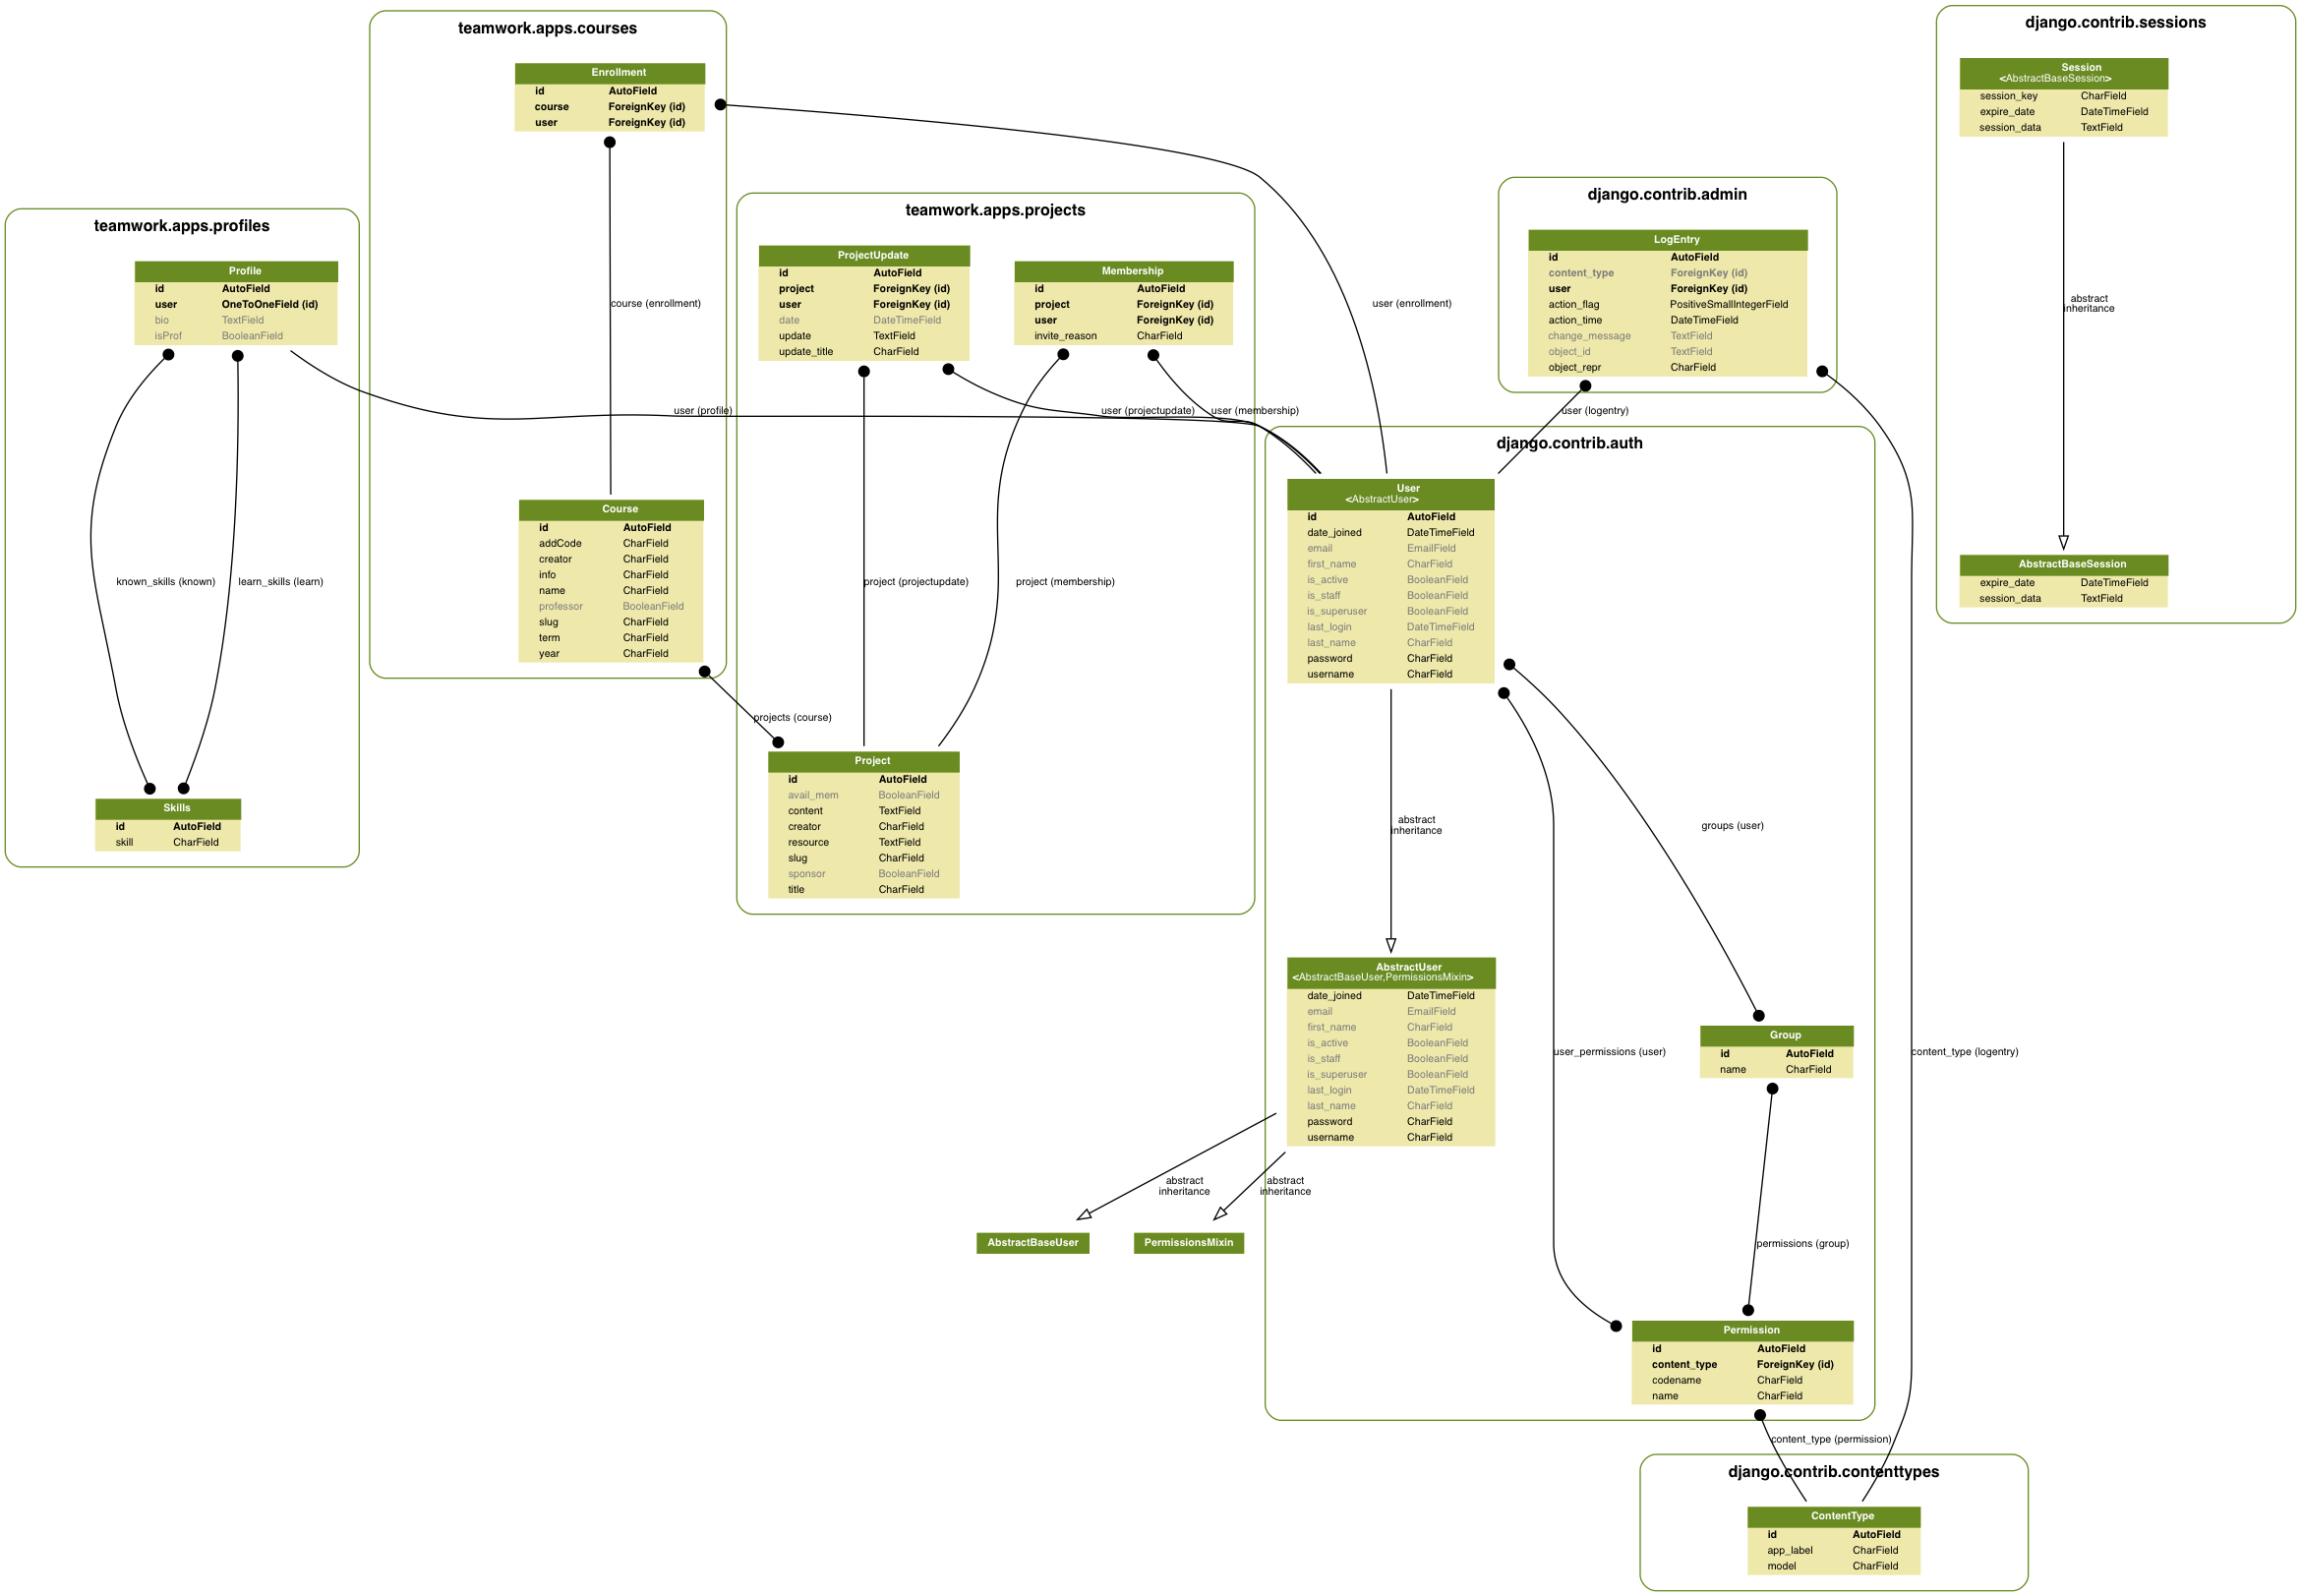 teamwork.apps.courses
Enrollment
id AutoField
course ForeignKey (id)
user ForeignKey (id)
course (enrollment)
user (enrollment)
Course
id AutoField
addCode CharField
creator CharField
info CharField
name CharField
professor BooleanField
slug CharField
term CharField
year CharField
projects (course)
teamwork.apps.profiles
Profile
id AutoField
user OneToOneField (id)
bio TextField
isProf BooleanField
user (profile)
known_skills (known)
learn_skills (learn)
Skills
id AutoField
skill CharField
teamwork.apps.projects
ProjectUpdate
id AutoField
project ForeignKey (id)
user ForeignKey (id)
date DateTimeField
update TextField
update_title CharField
Membership
id AutoField
project ForeignKey (id)
user ForeignKey (id)
invite_reason CharField
user (projectupdate)
user (membership)
project (projectupdate)
project (membership)
Project
id AutoField
avail_mem BooleanField
content TextField
creator CharField
resource TextField
slug CharField
sponsor BooleanField
title CharField
django.contrib.admin
LogEntry
id AutoField
content_type ForeignKey (id)
user ForeignKey (id)
action_flag PositiveSmallIntegerField
action_time DateTimeField
change_message TextField
object_id TextField
object_repr CharField
user (logentry)
content_type (logentry)
django.contrib.auth
User
<AbstractUser>
id AutoField
date_joined DateTimeField
email EmailField
first_name CharField
is_active BooleanField
is_staff BooleanField
is_superuser BooleanField
last_login DateTimeField
last_name CharField
password CharField
username CharField
abstract
inheritance
groups (user)
user_permissions (user)
AbstractUser
<AbstractBaseUser,PermissionsMixin>
date_joined DateTimeField
email EmailField
first_name CharField
is_active BooleanField
is_staff BooleanField
is_superuser BooleanField
last_login DateTimeField
last_name CharField
password CharField
username CharField
abstract
inheritance
abstract
inheritance
AbstractBaseUser
PermissionsMixin
Group
id AutoField
name CharField
permissions (group)
Permission
id AutoField
content_type ForeignKey (id)
codename CharField
name CharField
content_type (permission)
django.contrib.contenttypes
ContentType
id AutoField
app_label CharField
model CharField
django.contrib.sessions
Session
<AbstractBaseSession>
session_key CharField
expire_date DateTimeField
session_data TextField
abstract
inheritance
AbstractBaseSession
expire_date DateTimeField
session_data TextField